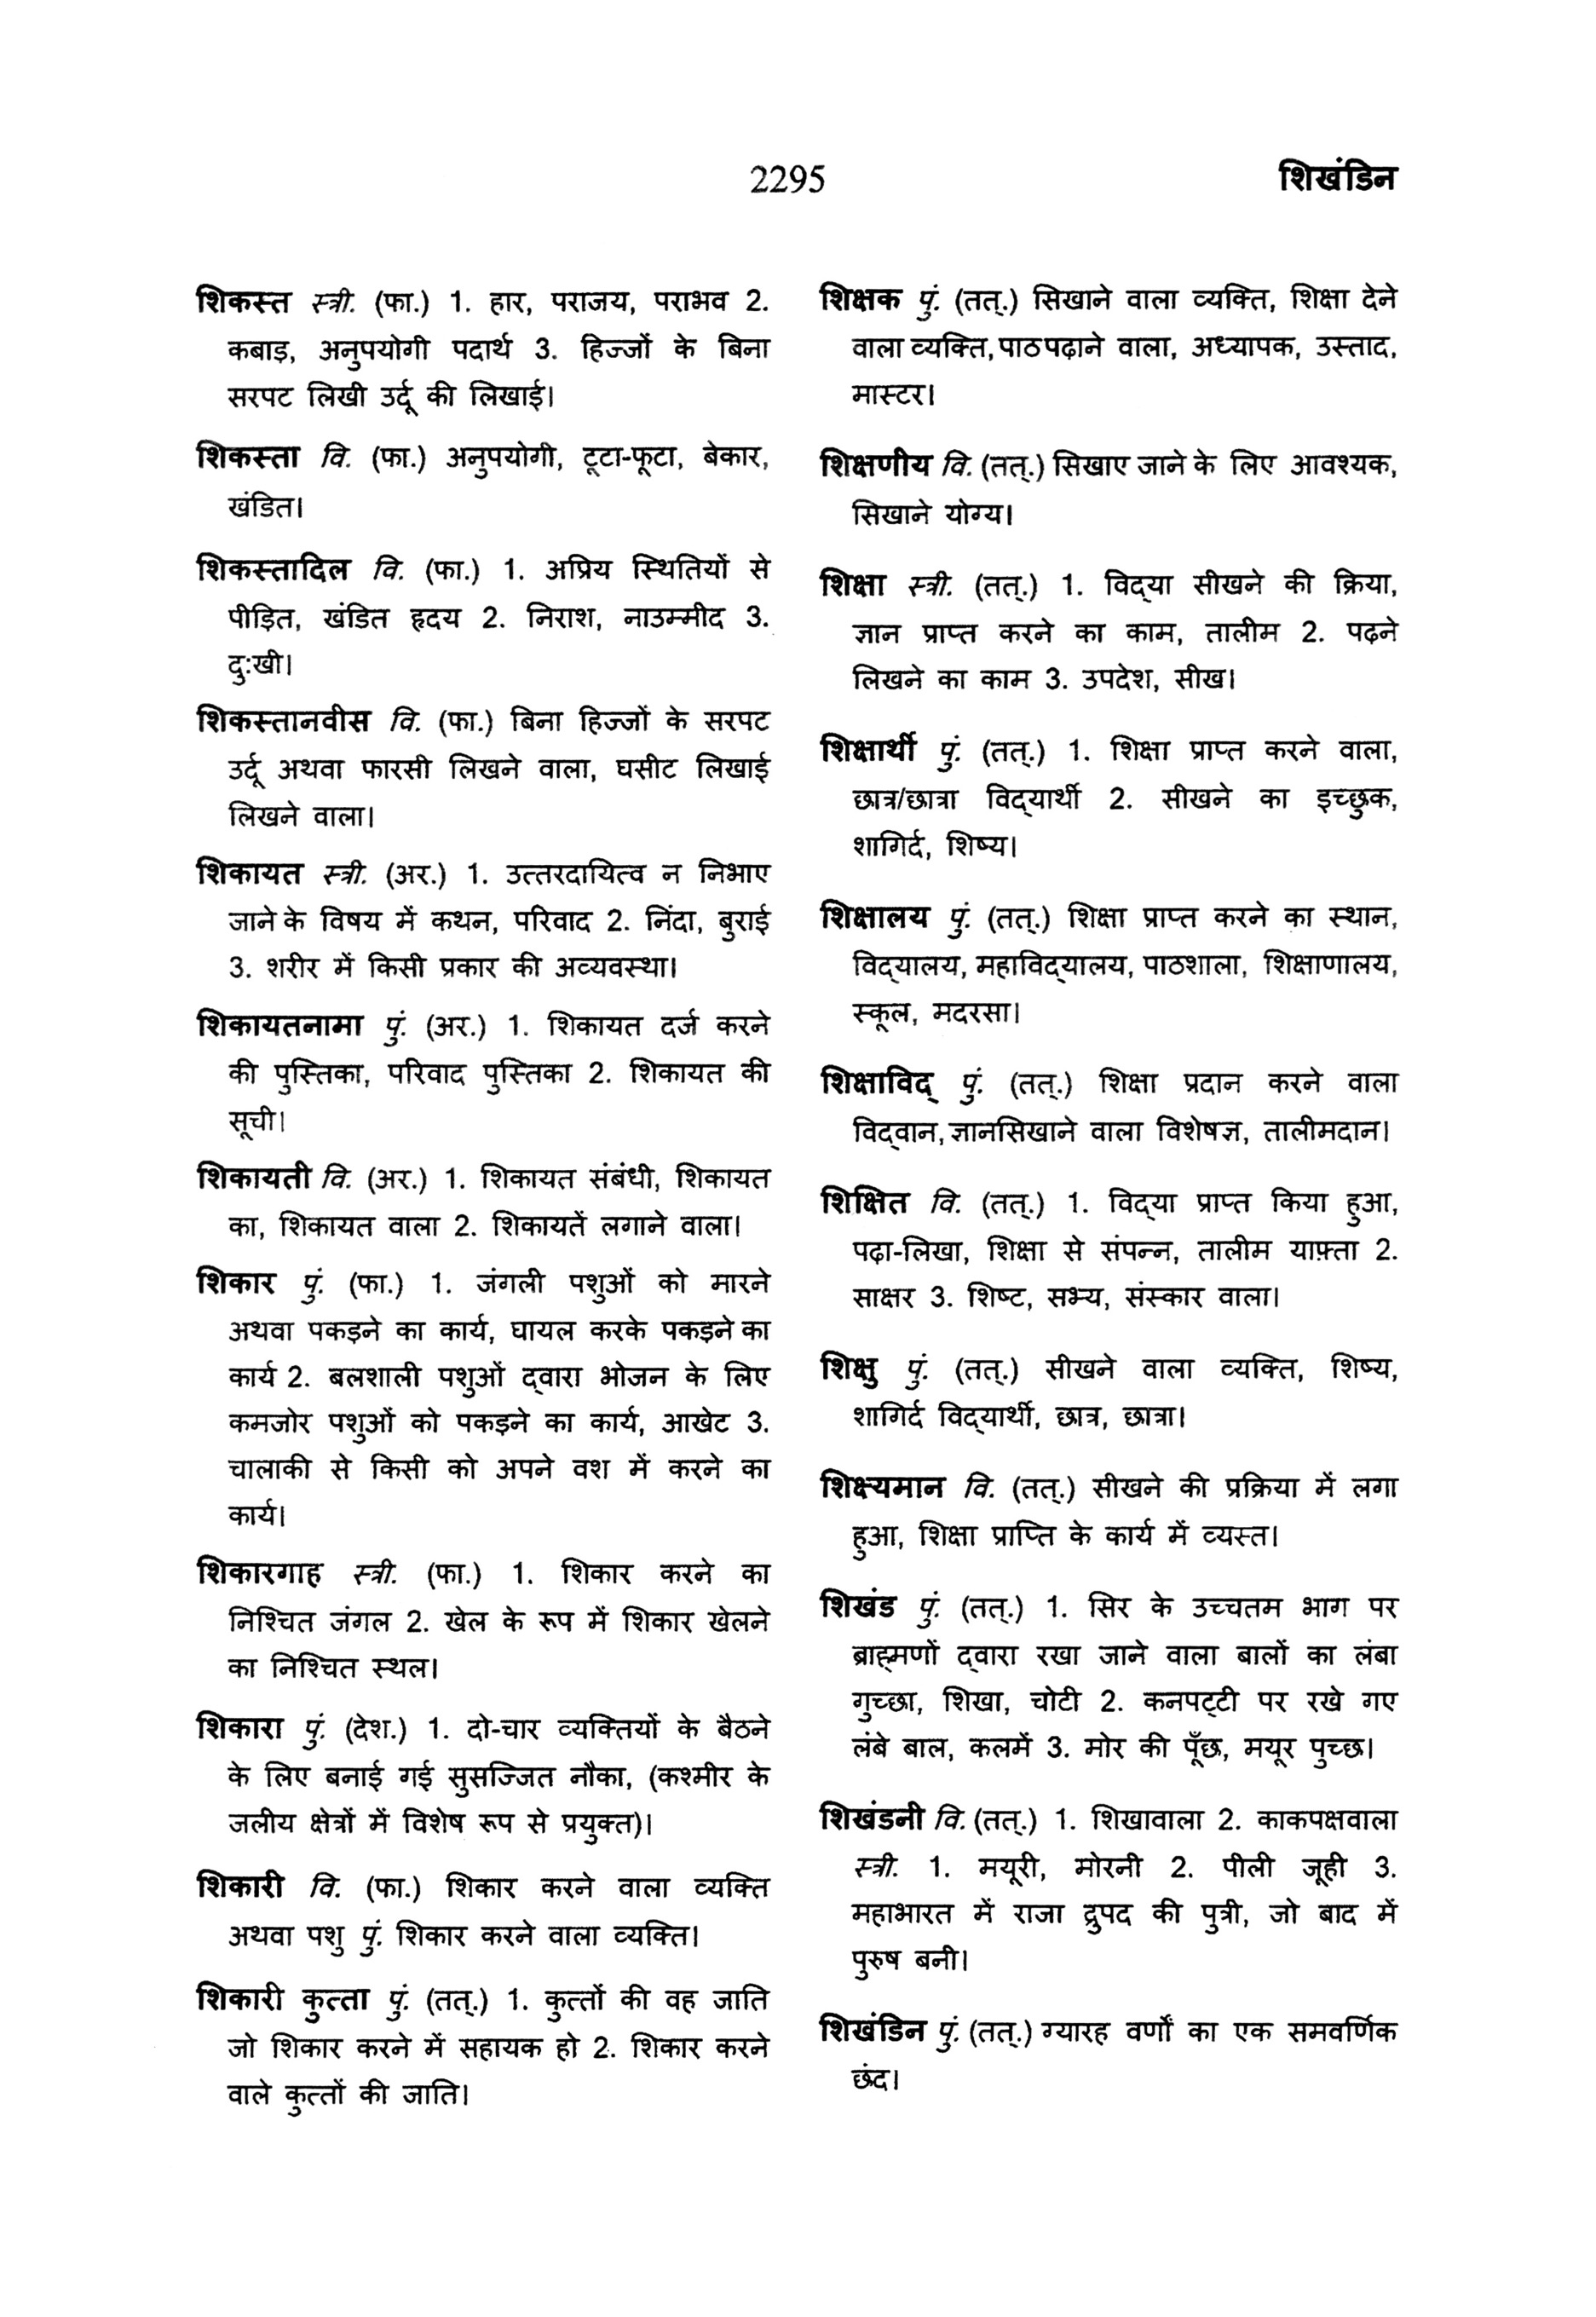 2295
शिखंडिन
शिकस्त स्त्री. (फा.) 1. हार, पराजय, पराभव 2.
कबाड़, अनुपयोगी पदार्थ 3. हिज्जों के बिना
सरपट लिखी उर्दू की लिखाई।
शिकस्ता वि. (फा.) अनुपयोगी, टूटा-फूटा, बेकार,
खंडित।
शिकस्तादिल वि. (फा.) 1. अप्रिय स्थितियों से
पीड़ित, खंडित हृदय 2. निराश, नाउम्मीद 3.
दु:खी।
शिकस्तानवीस वि. (फा.) बिना हिज्जों के सरपट
उर्दू अथवा फारसी लिखने वाला, घसीट लिखाई
लिखने वाला।
शिकायत स्त्री. (अर.) 1. उत्तरदायित्व न निभाए
जाने के विषय में कथन, परिवाद 2. निंदा, बुराई
3. शरीर में किसी प्रकार की अव्यवस्था।
शिकायतनामा पुं. (अर.) 1. शिकायत दर्ज करने
की पुस्तिका, परिवाद पुस्तिका 2. शिकायत की
सूची।
शिकायती वि. (अर.) 1. शिकायत संबंधी, शिकायत
का, शिकायत वाला 2. शिकायतें लगाने वाला।
शिकार पुं. (फा.) 1. जंगली पशुओं को मारने
अथवा पकड़ने का कार्य, घायल करके पकड़ने का
कार्य 2. बलशाली पशुओं द्‌वारा भोजन के लिए
कमजोर पशुओं को पकड़ने का कार्य, आखेट 3.
चालाकी से किसी को अपने वश में करने का
कार्य।
शिकारगाह स्त्री. (फा.) 1. शिकार करने का
निश्चित जंगल 2. खेल के रूप में शिकार खेलने
का निश्चित स्थल।
शिकारा पुं. (देश.) 1. दो-चार व्यक्तियों के बैठने
के लिए बनाई गई सुसज्जित नौका, (कश्मीर के
जलीय क्षेत्रों में विशेष रूप से प्रयुक्त)।
शिकारी वि. (फा.) शिकार करने वाला व्यक्ति
अथवा पशु पुं. शिकार करने वाला व्यक्ति।
शिकारी कुत्ता पुं. (तत्.) 1. कुत्तों की वह जाति
जो शिकार करने में सहायक हो 2. शिकार करने
वाले कुत्तों की जाति।
शिक्षक पुं. (तत्.) सिखाने वाला व्यक्ति, शिक्षा देने
वाला व्यक्ति,पाठपढ़ाने वाला, अध्यापक, उस्ताद,
मास्टर।
शिक्षणीय वि. (तत्.) सिखाए जाने के लिए आवश्यक,
सिखाने योग्य।
शिक्षा स्त्री. (तत्.) 1. विद्‌या सीखने की क्रिया,
ज्ञान प्राप्त करने का काम, तालीम 2. पढ़ने
लिखने का काम 3. उपदेश, सीख।
शिक्षार्थी पुं. (तत्.) 1. शिक्षा प्राप्त करने वाला,
छात्र/छात्रा विद्‌यार्थी 2. सीखने का इच्छुक,
शागिर्द, शिष्य।
शिक्षालय पुं. (तत्.) शिक्षा प्राप्त करने का स्थान,
विद्‌यालय, महाविद्‌यालय, पाठशाला, शिक्षाणालय,
स्कूल, मदरसा।
शिक्षाविद् पुं. (तत्.) शिक्षा प्रदान करने वाला
विद्‌वान,ज्ञानसिखाने वाला विशेषज्ञ, तालीमदान।
शिक्षित वि. (तत्.) 1. विद्‌या प्राप्त किया हुआ,
पढ़ा-लिखा, शिक्षा से संपन्न, तालीम याफ़्ता 2.
साक्षर 3. शिष्ट, सभ्य, संस्कार वाला।
शिक्षु पुं. (तत्.) सीखने वाला व्यक्ति, शिष्य,
शागिर्द विद्‌यार्थी, छात्र, छात्रा।
शिक्ष्यमान वि. (तत्.) सीखने की प्रक्रिया में लगा
हुआ, शिक्षा प्राप्ति के कार्य में व्यस्त।
शिखंड पुं. (तत्.) 1. सिर के उच्चतम भाग पर
ब्राह्‌मणों द्‌वारा रखा जाने वाला बालों का लंबा
गुच्छा, शिखा, चोटी 2. कनपट्‌टी पर रखे गए
लंबे बाल, कलमें 3. मोर की पूँछ, मयूर पुच्छ।
शिखंडनी वि. (तत्.) 1. शिखावाला 2. काकपक्षवाला
स्त्री. 1. मयूरी, मोरनी 2. पीली जूही 3.
महाभारत में राजा द्रुपद की पुत्री, जो बाद में
पुरुष बनी।
शिखंडिन पुं. (तत्.) ग्यारह वर्णों का एक समवर्णिक
छंद।